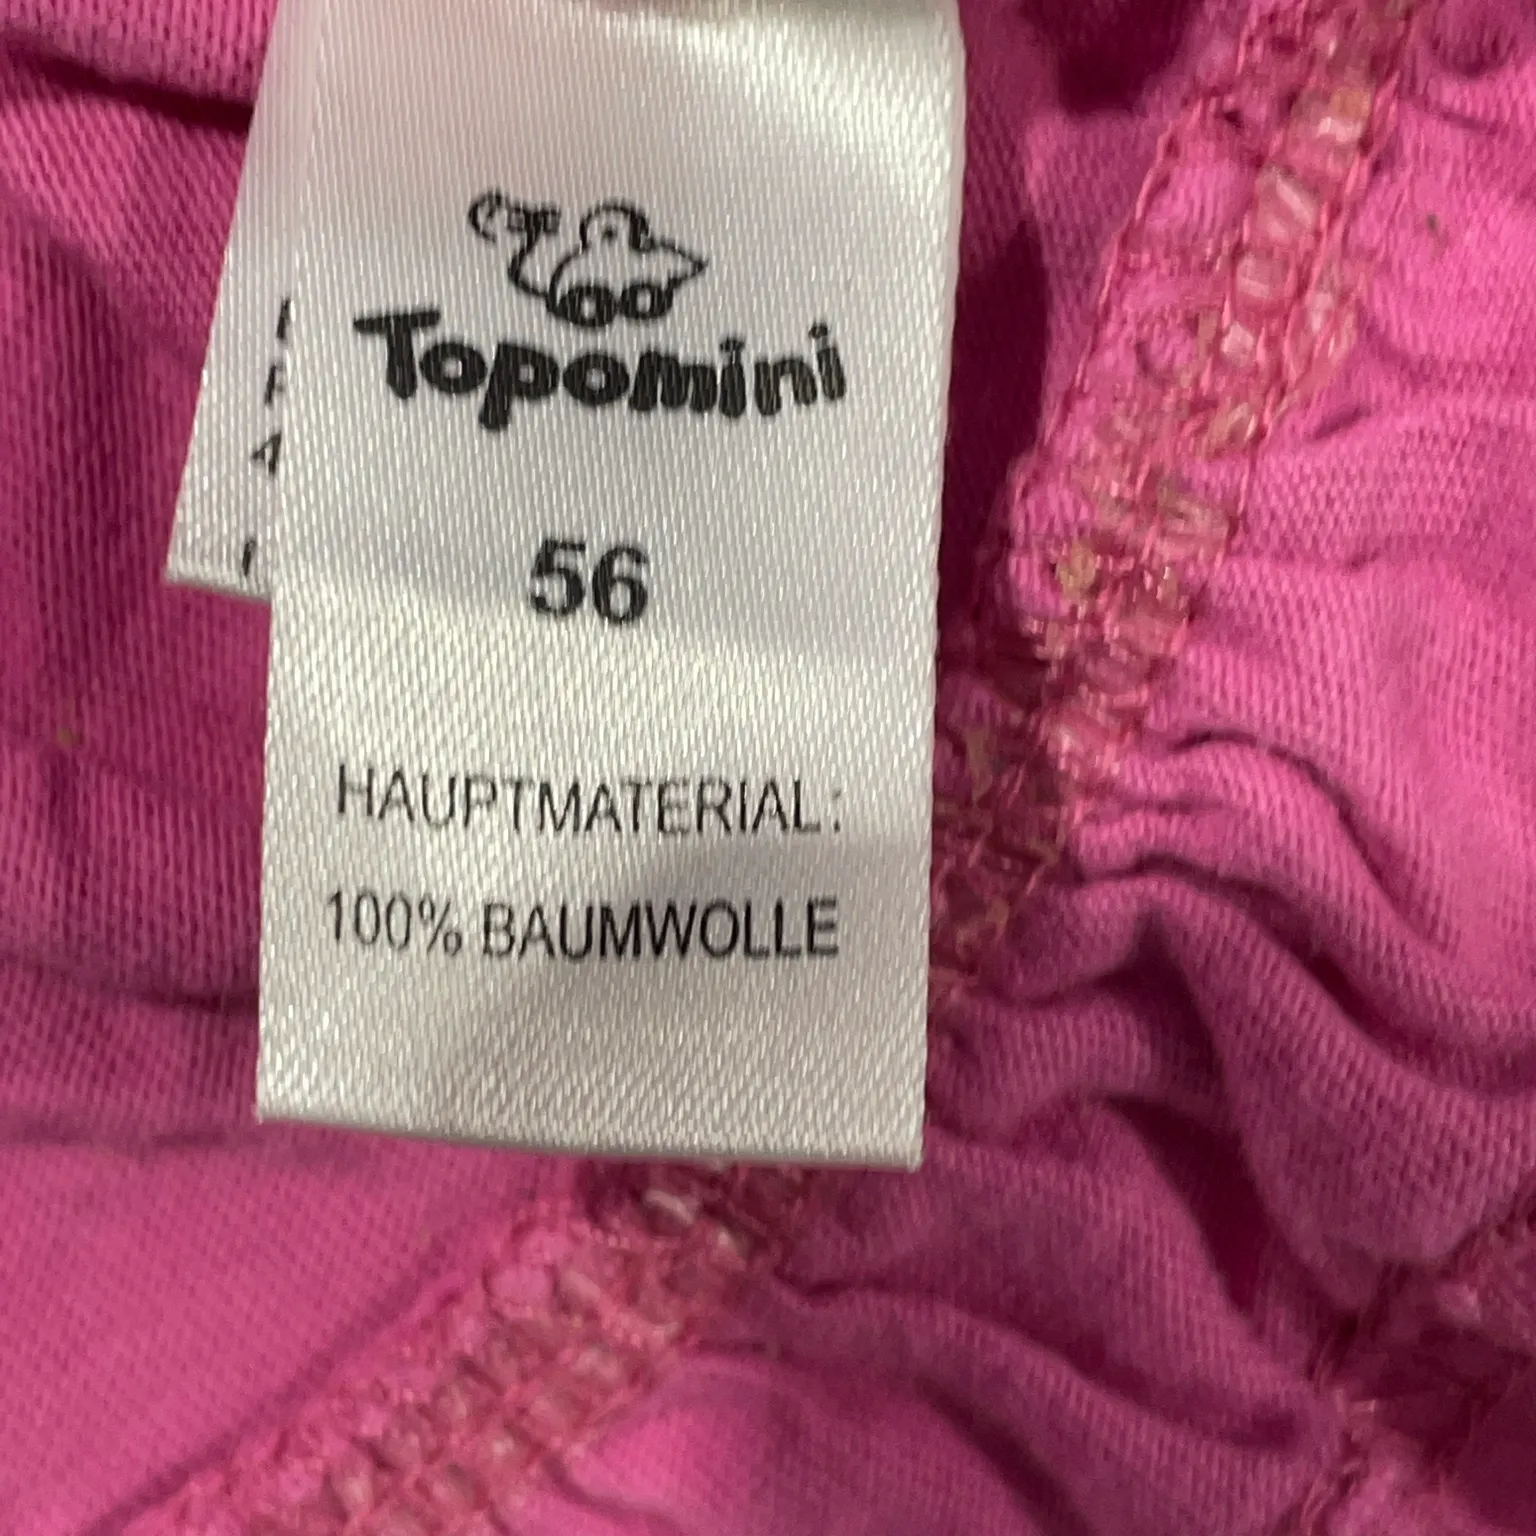 Topomini
56
HAUPTMATERIAL:
100% BAUMWOLLE